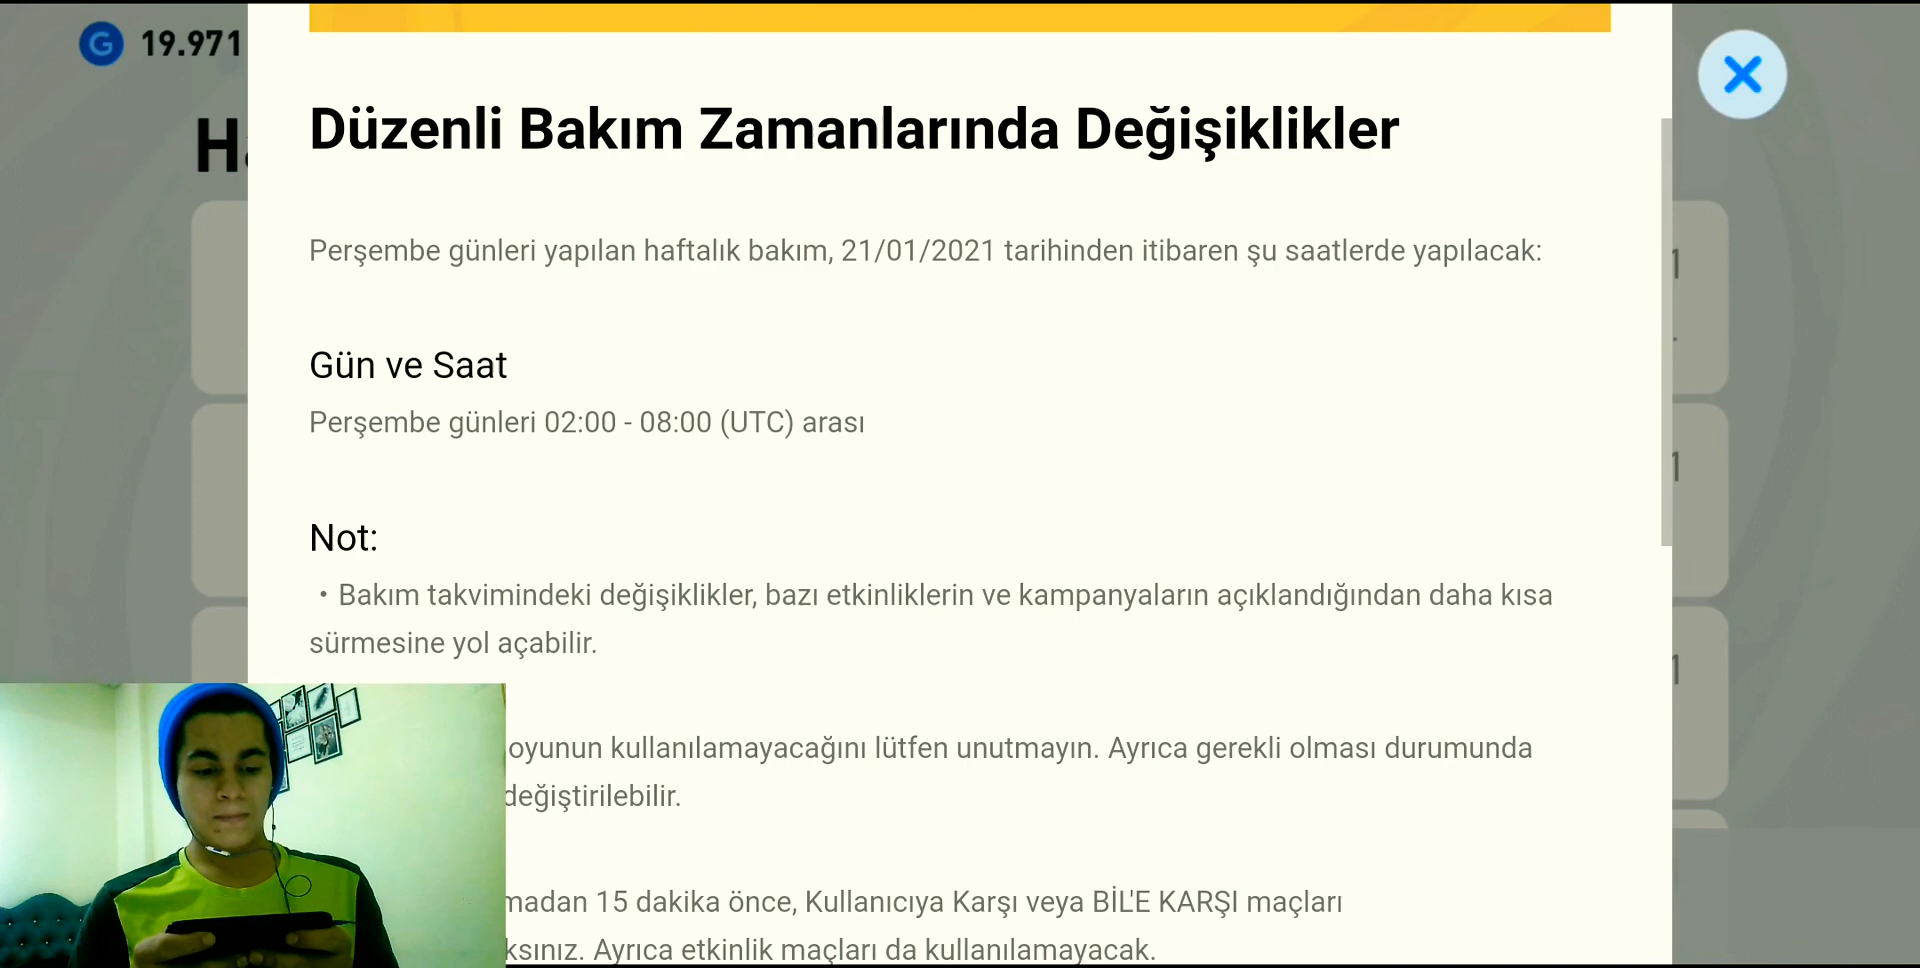 G 19.971
Düzenli Bakım Zamanlarında Değişiklikler
Perşembe günleri yapılan haftalık bakım, 21/01/2021 tarihinden itibaren şu saatlerde yapılacak:
Gün ve Saat
Perşembe günleri 02:00 - 08:00 (UTC) arası
Not:
・Bakım takvimindeki değişiklikler, bazı etkinliklerin ve kampanyaların açıklandığından daha kısa
sürmesine yol açabilir.
oyunun kullanılamayacağını lütfen unutmayın. Ayrıca gerekli olması durumunda
değiştirilebilir.
15 dakika önce, Kullanıcıya Karşı veya BİL'E KARŞI maçları
Ayrıca etkinlik maçları da kullanılamayacak.